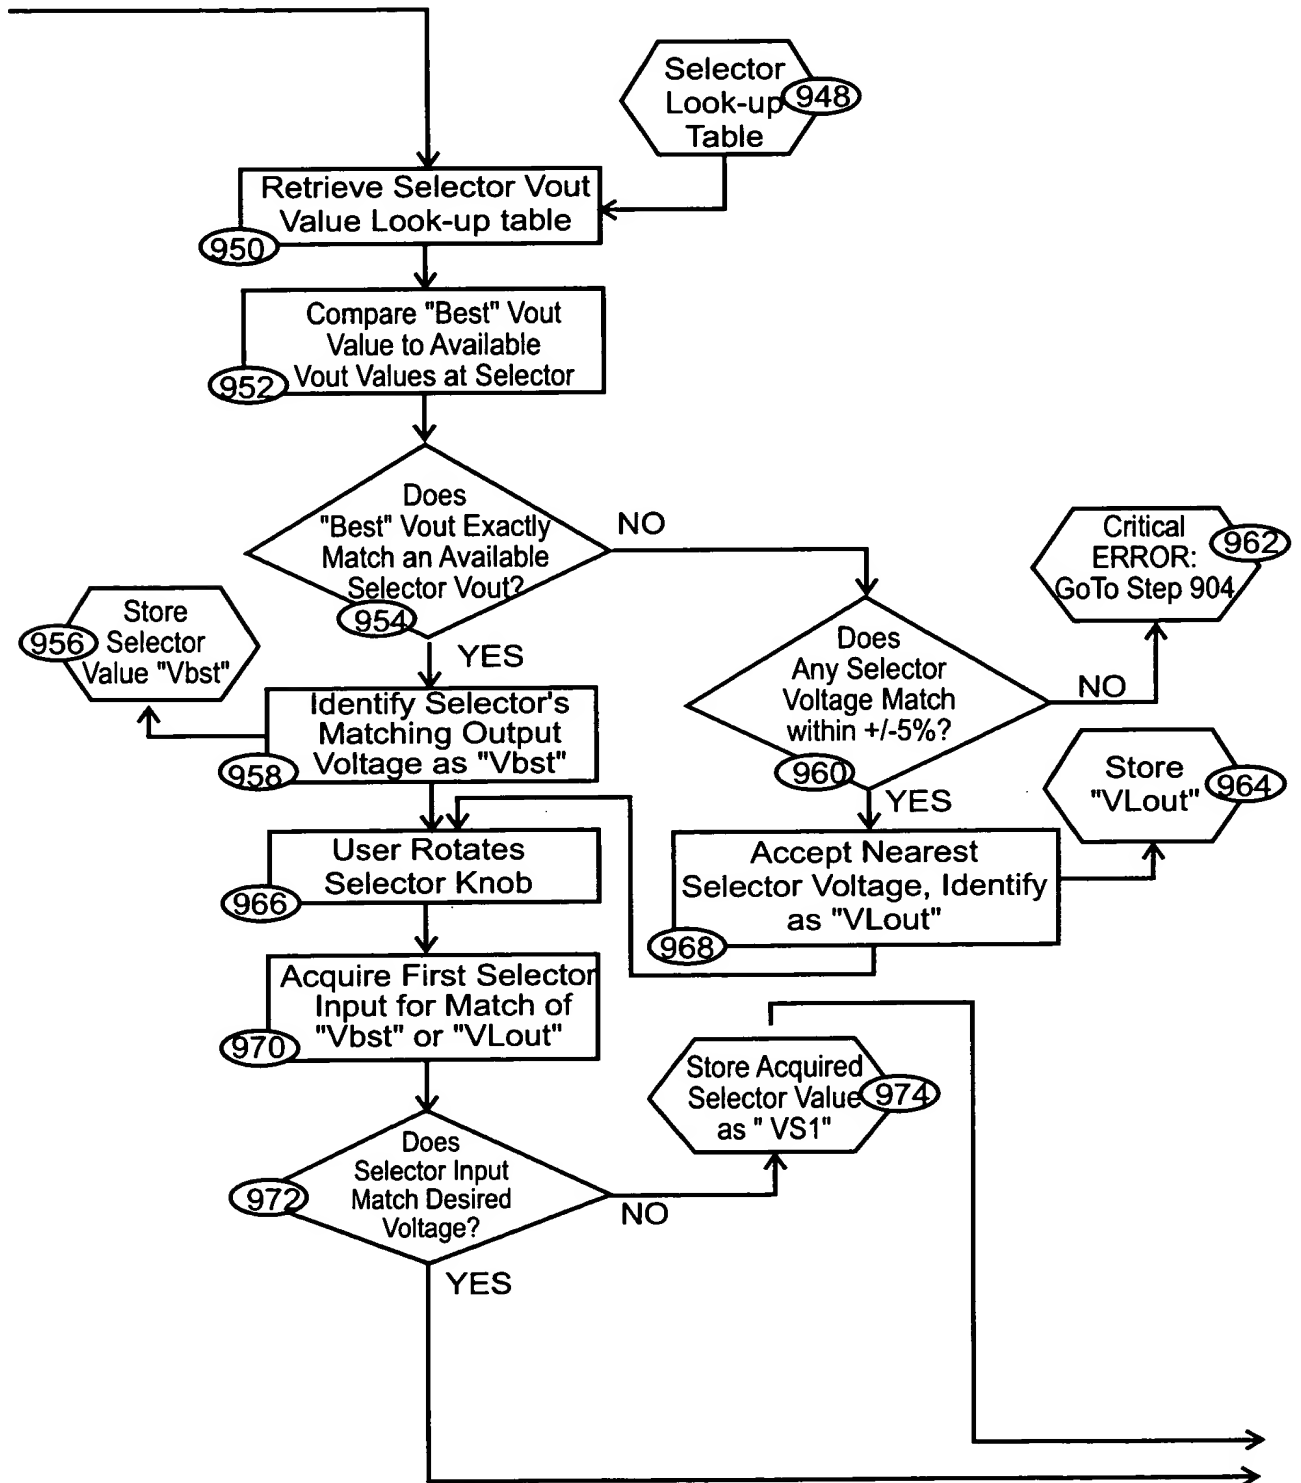 Selector
Look-up
Table
948
Retrieve Selector Vout
Value Look-up table
950
Compare "Best" Vout
Value to Available
Vout Values at Selector
952
Does
"Best" Vout Exactly
Match an Available
Selector Vout?
954
NO
YES
Critical
ERROR:
GoTo Step 904
962
Store
Selector
Value "Vbst"
956
Does
Any Selector
Voltage Match
within +/-5%?
960
NO
YES
Identify Selector's
Matching Output
Voltage as "Vbst"
958
Store
"VLout"
964
User Rotates
Selector Knob
966
Accept Nearest
Selector Voltage, Identify
as "VLout"
968
Acquire First Selector
Input for Match of
"Vbst" or "VLout"
970
Store Acquired
Selector Value
as " VS1"
974
Does
Selector Input
Match Desired
Voltage?
972
NO
YES